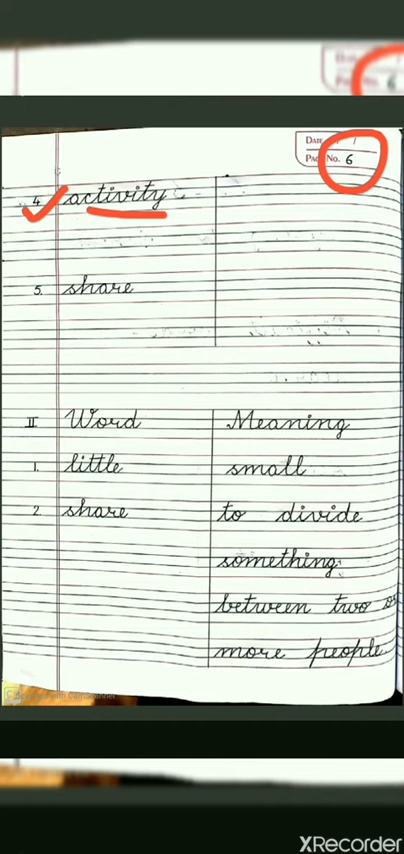 DATE /
PAGE NO. 6
4. activity
5. share
II Word Meaning
1. little small
2. share to divide
something
between two or
more people
XRecorder